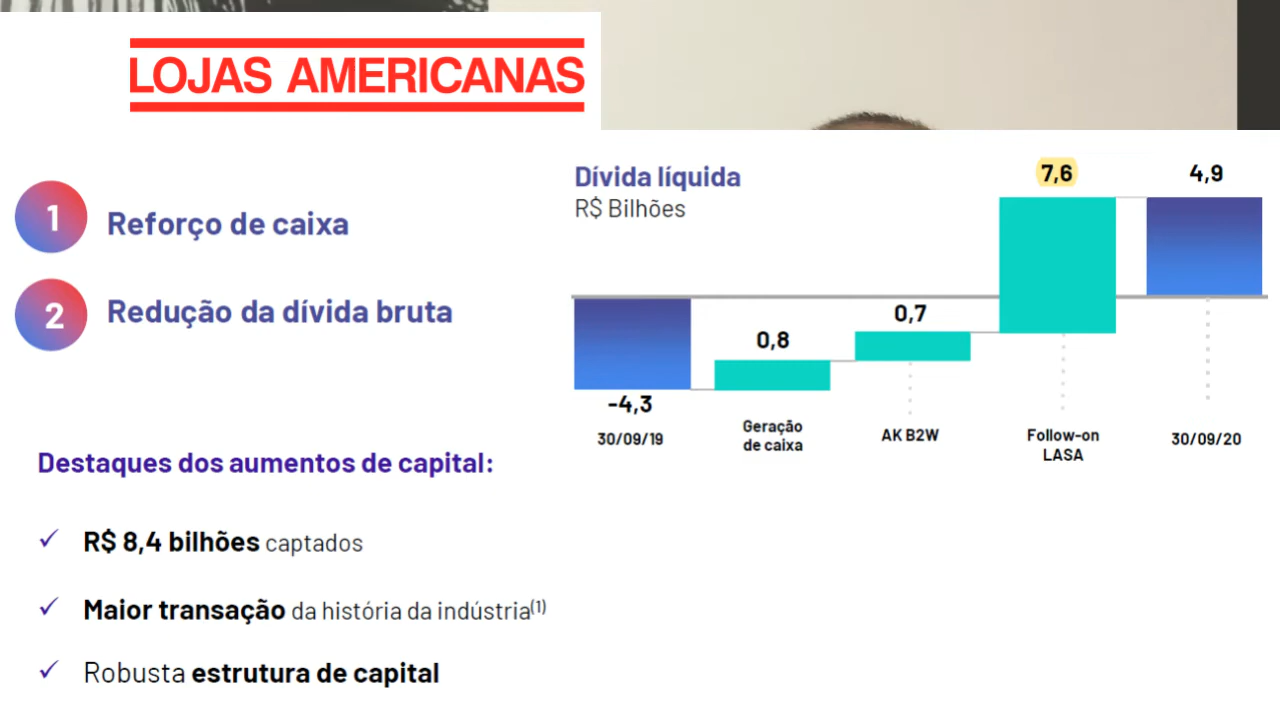 LOJAS AMERICANAS
1
Reforço de caixa
2
Redução da dívida bruta
Destaques dos aumentos de capital:
✓ R$ 8,4 bilhões captados
✓ Maior transação da história da indústria(1)
✓ Robusta estrutura de capital
Dívida líquida
R$ Bilhões
-4,3
0,8
0,7
7,6
4,9
30/09/19
Geração
de caixa
AK B2W
Follow-on
LASA
30/09/20